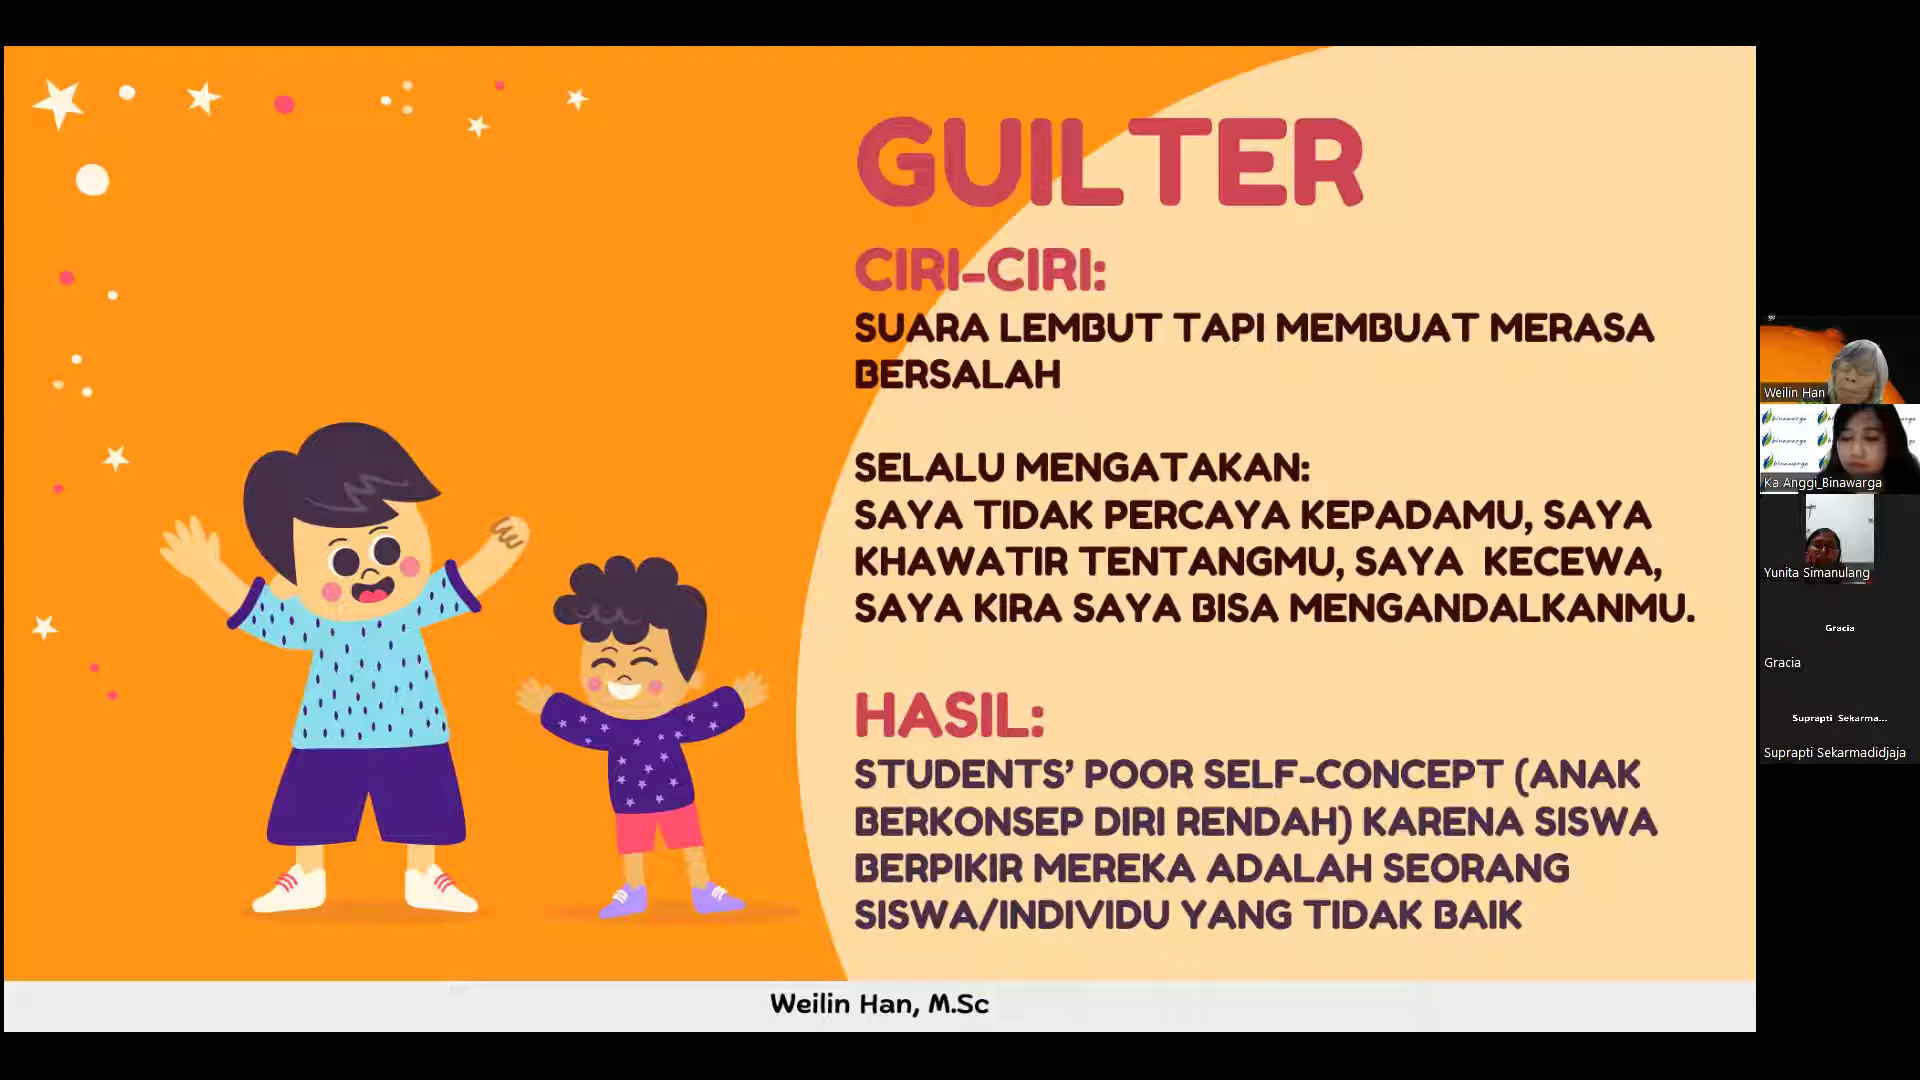 GUILTER
CIRI-CIRI:
SUARA LEMBUT TAPI MEMBUAT MERASA
BERSALAH
SELALU MENGATAKAN:
SAYA TIDAK PERCAYA KEPADAMU, SAYA
KHAWATIR TENTANGMU, SAYA KECEWA,
SAYA KIRA SAYA BISA MENGANDALKANMU.
HASIL:
STUDENTS' POOR SELF-CONCEPT (ANAK
BERKONSEP DIRI RENDAH) KARENA SISWA
BERPIKIR MEREKA ADALAH SEORANG
SISWA/INDIVIDU YANG TIDAK BAIK
Weilin Han, M.Sc
Weilin Han
binawarga
binawarga
binawarga
Ka Anggi_Binawarga
Yunita Simanulang
Gracia
Gracia
Suprapti Sekarma...
Suprapti Sekarmadidjaja